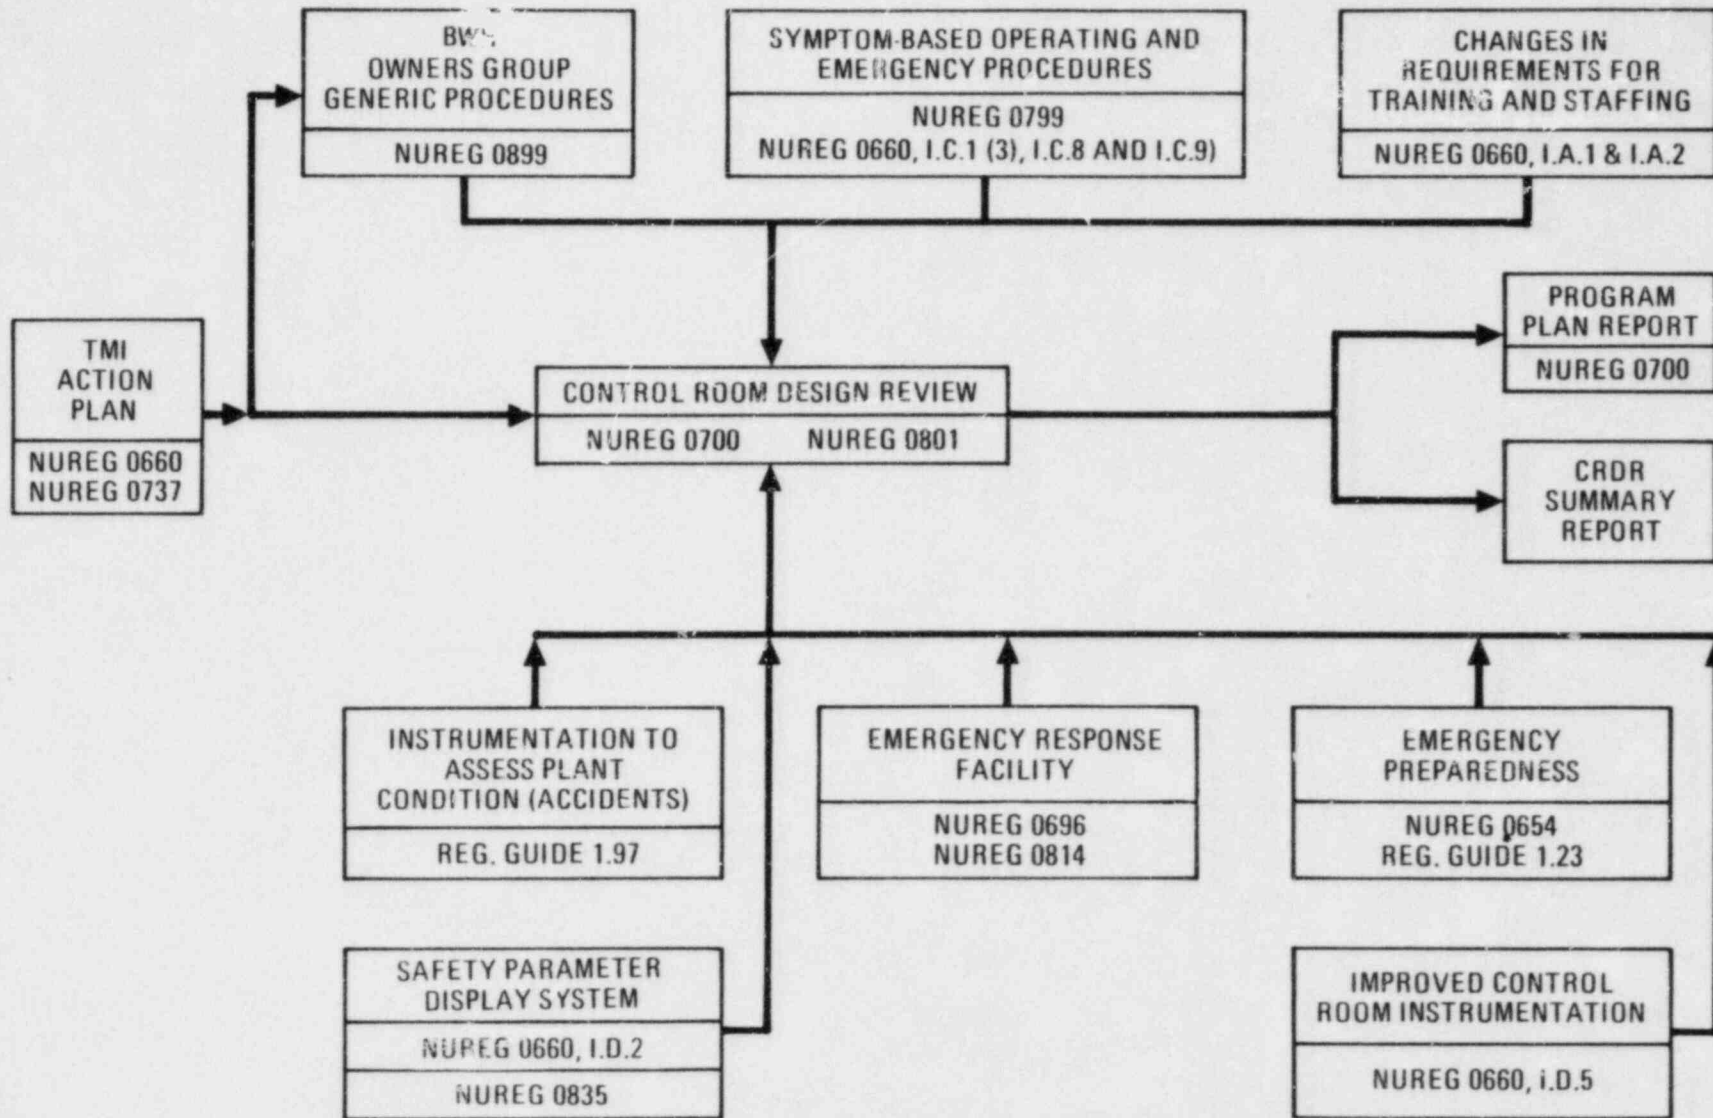 BW
OWNERS GROUP
GENERIC PROCEDURES
NUREG 0899
SYMPTOM-BASED OPERATING AND
EMERGENCY PROCEDURES
NUREG 0799
NUREG 0660, I.C.1 (3), I.C.8 AND I.C.9)
CHANGES IN
REQUIREMENTS FOR
TRAINING AND STAFFING
NUREG 0660, I.A.1 & I.A.2
TMI
ACTION
PLAN
NUREG 0660
NUREG 0737
CONTROL ROOM DESIGN REVIEW
NUREG 0700 NUREG 0801
PROGRAM
PLAN REPORT
NUREG 0700
CRDR
SUMMARY
REPORT
INSTRUMENTATION TO
ASSESS PLANT
CONDITION (ACCIDENTS)
REG. GUIDE 1.97
EMERGENCY RESPONSE
FACILITY
NUREG 0696
NUREG 0814
EMERGENCY
PREPAREDNESS
NUREG 0654
REG. GUIDE 1.23
SAFETY PARAMETER
DISPLAY SYSTEM
NUREG 0660, I.D.2
NUREG 0835
IMPROVED CONTROL
ROOM INSTRUMENTATION
NUREG 0660, i.D.5